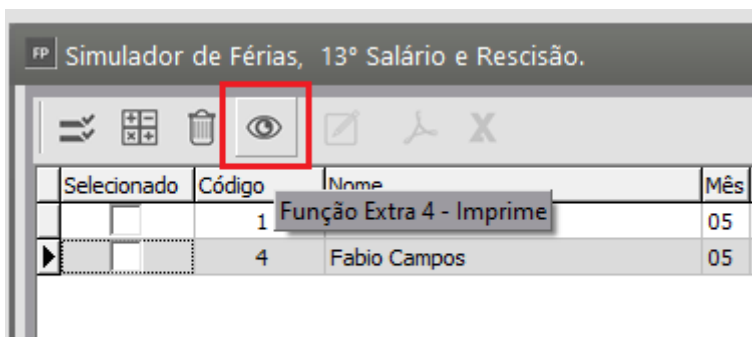 FP Simulador de Férias, 13º Salário e Rescisão.
Selecionado Código Nome Mês
1 05
Função Extra 4 - Imprime
4 Fabio Campos 05